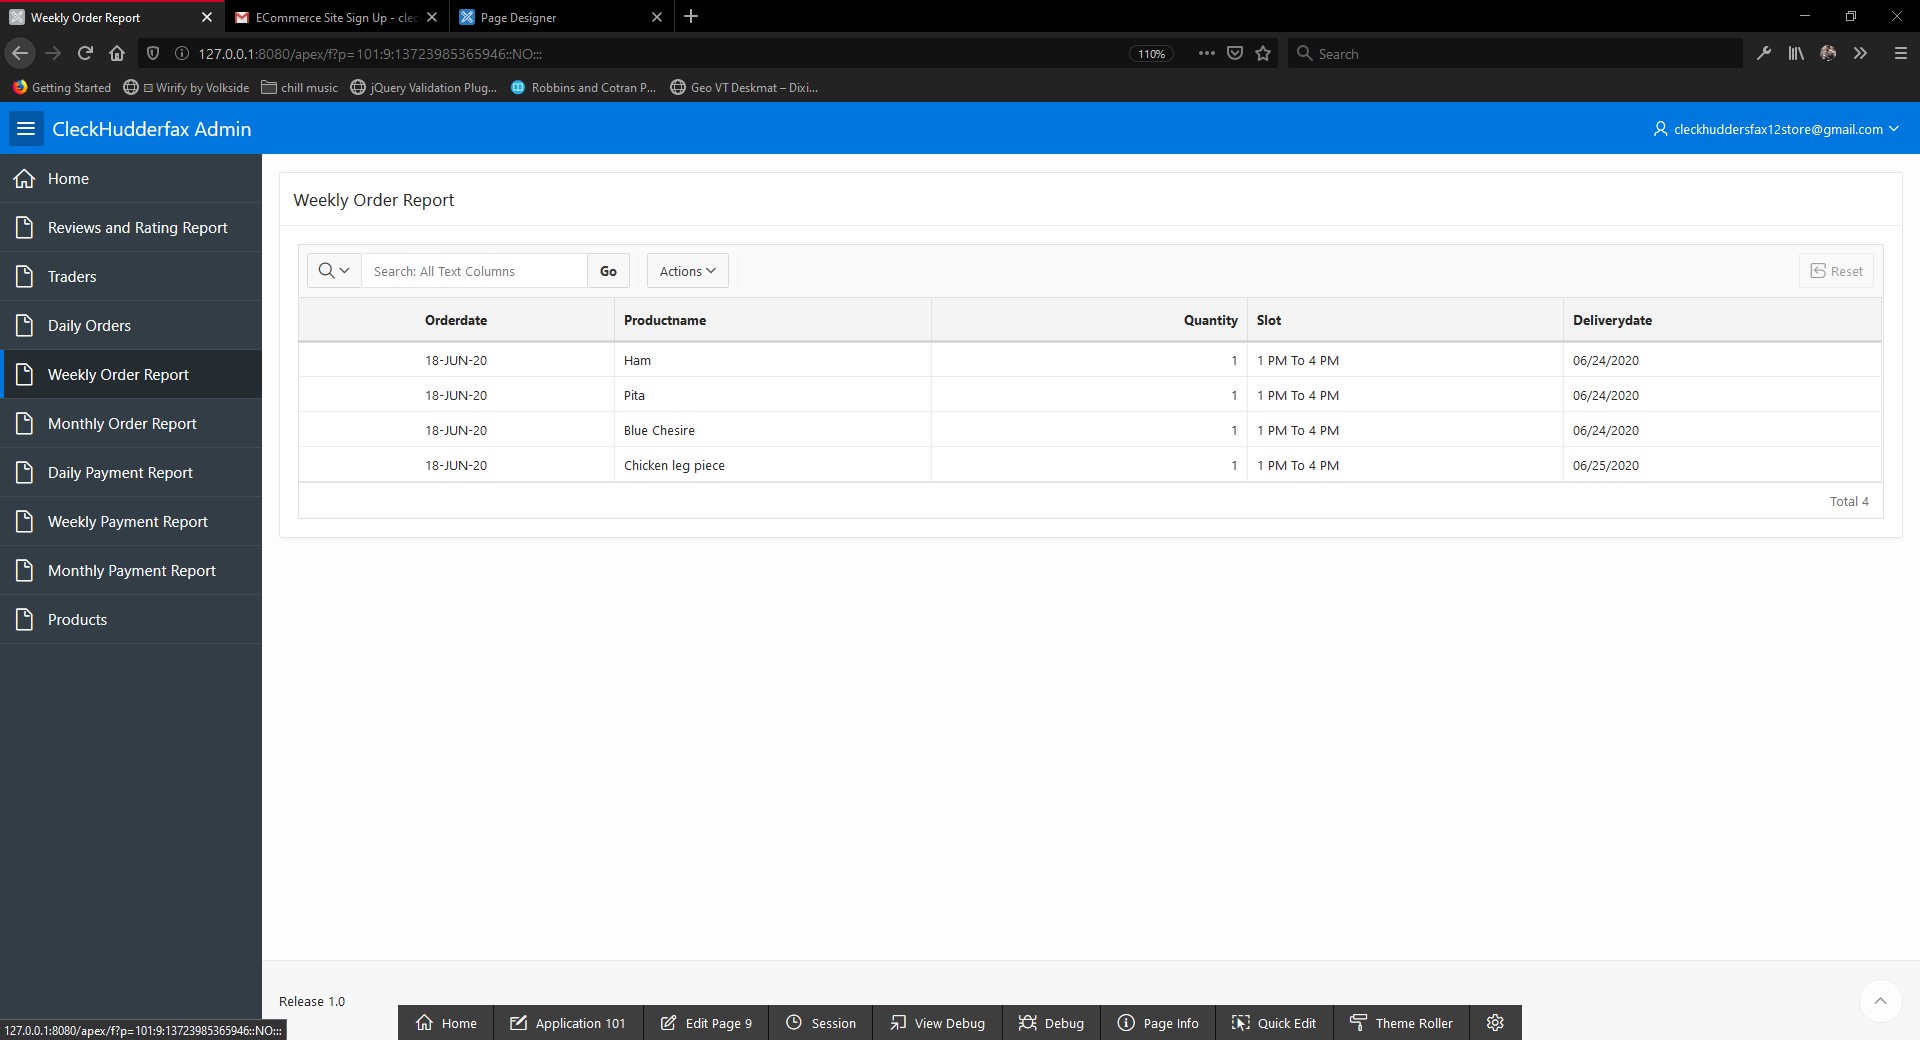 Weekly Order Report
ECommerce Site Sign Up - clec
Page Designer
127.0.0.1:8080/apex/f?p=101:9:13723985365946::NO:::
110%
Search
Getting Started
Wirify by Volkside
chill music
jQuery Validation Plug...
Robbins and Cotran P...
Geo VT Deskmat – Dixi...
CleckHudderfax Admin
cleckhuddersfax12store@gmail.com
Home
Reviews and Rating Report
Traders
Daily Orders
Weekly Order Report
Monthly Order Report
Daily Payment Report
Weekly Payment Report
Monthly Payment Report
Products
Weekly Order Report
Search: All Text Columns
Go
Actions
Reset
Orderdate Productname Quantity Slot Deliverydate
18-JUN-20 Ham 1 1 PM To 4 PM 06/24/2020
18-JUN-20 Pita 1 1 PM To 4 PM 06/24/2020
18-JUN-20 Blue Chesire 1 1 PM To 4 PM 06/24/2020
18-JUN-20 Chicken leg piece 1 1 PM To 4 PM 06/25/2020
Total 4
Release 1.0
127.0.0.1:8080/apex/f?p=101:9:13723985365946::NO:::
Home
Application 101
Edit Page 9
Session
View Debug
Debug
Page Info
Quick Edit
Theme Roller